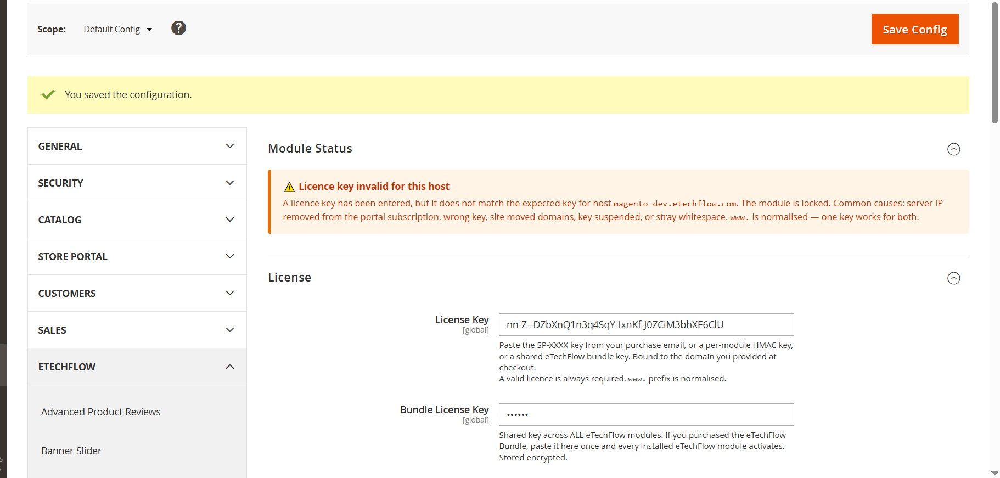 Scope: Default Config ?
Save Config
You saved the configuration.
GENERAL
SECURITY
CATALOG
STORE PORTAL
CUSTOMERS
SALES
ETECHFLOW
Advanced Product Reviews
Banner Slider
Module Status
Licence key invalid for this host
A licence key has been entered, but it does not match the expected key for host magento-dev.etechflow.com. The module is locked. Common causes: server IP
removed from the portal subscription, wrong key, site moved domains, key suspended, or stray whitespace. www. is normalised — one key works for both.
License
License Key
[global]
nn-Z--DZbXnQ1n3q4SqY-IxnKf-J0ZCiM3bhXE6ClU
Paste the SP-XXXX key from your purchase email, or a per-module HMAC key,
or a shared eTechFlow bundle key. Bound to the domain you provided at
checkout.
A valid licence is always required. www. prefix is normalised.
Bundle License Key
[global]
••••••
Shared key across ALL eTechFlow modules. If you purchased the eTechFlow
Bundle, paste it here once and every installed eTechFlow module activates.
Stored encrypted.